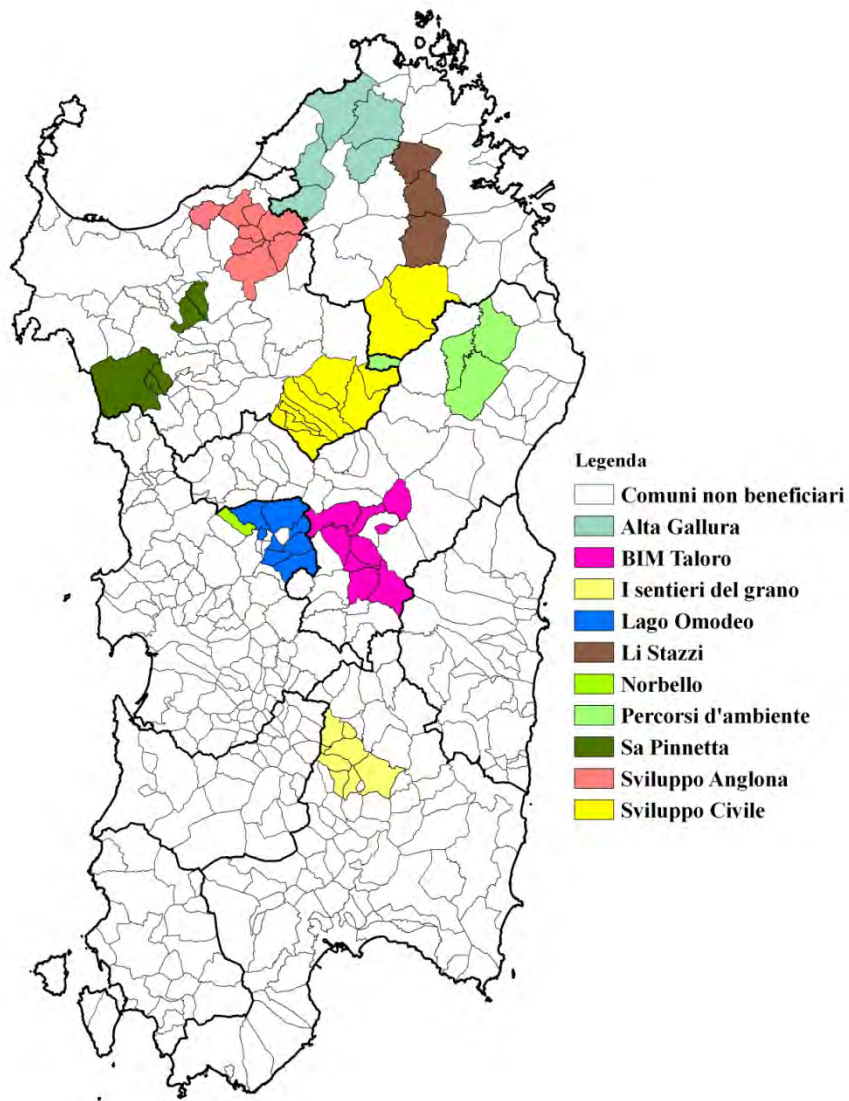 Legenda
Comuni non beneficiari
Alta Gallura
BIM Taloro
I sentieri del grano
Lago Omodeo
Li Stazzi
Norbello
Percorsi d'ambiente
Sa Pinnetta
Sviluppo Anglona
Sviluppo Civile